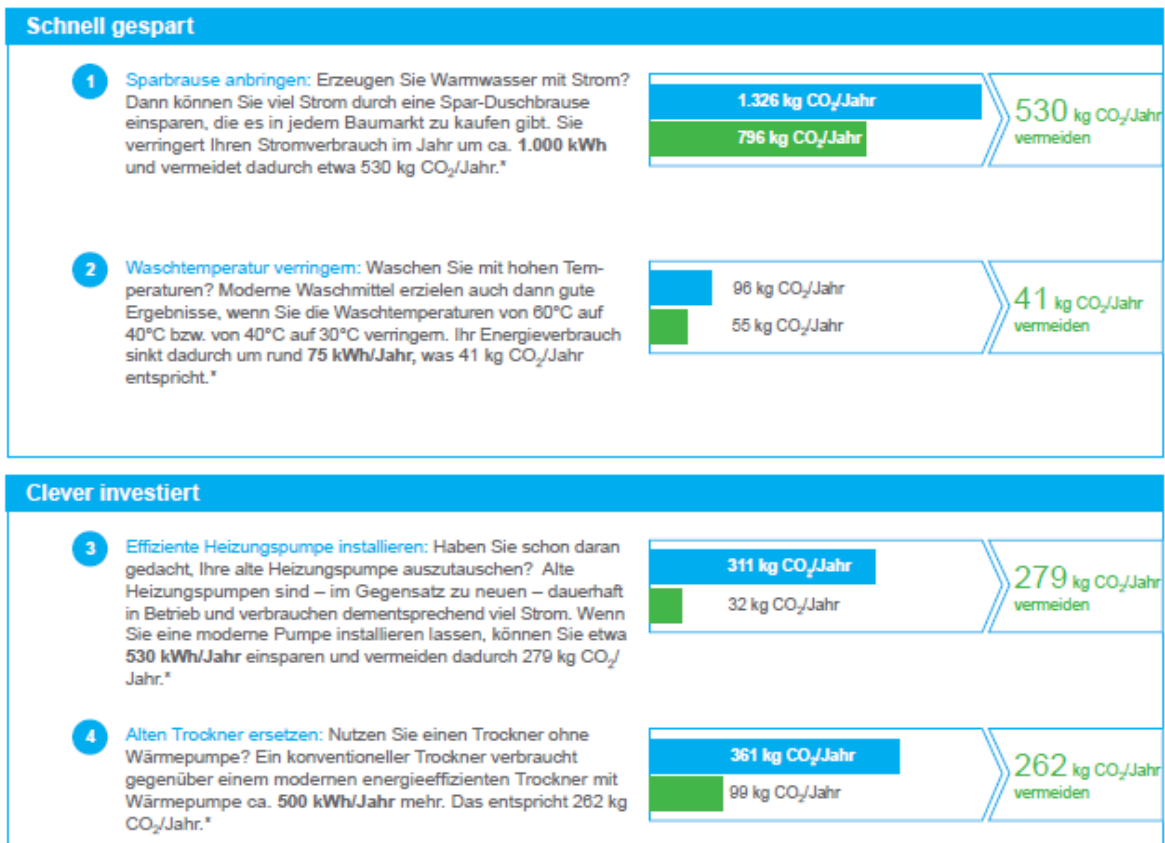 Schnell gespart
1
Sparbrause anbringen: Erzeugen Sie Warmwasser mit Strom?
Dann können Sie viel Strom durch eine Spar-Duschbrause
einsparen, die es in jedem Baumarkt zu kaufen gibt. Sie
verringert Ihren Stromverbrauch im Jahr um ca. 1.000 kWh
und vermeidet dadurch etwa 530 kg CO₂/Jahr.*
1.326 kg CO₂/Jahr
796 kg CO₂/Jahr
530 kg CO₂/Jahr
vermeiden
2
Waschtemperatur verringern: Waschen Sie mit hohen Tem-
peraturen? Moderne Waschmittel erzielen auch dann gute
Ergebnisse, wenn Sie die Waschtemperaturen von 60°C auf
40°C bzw. von 40°C auf 30°C verringern. Ihr Energieverbrauch
sinkt dadurch um rund 75 kWh/Jahr, was 41 kg CO₂/Jahr
entspricht.*
96 kg CO₂/Jahr
55 kg CO₂/Jahr
41 kg CO₂/Jahr
vermeiden
Clever investiert
3
Effiziente Heizungspumpe installieren: Haben Sie schon daran
gedacht, Ihre alte Heizungspumpe auszutauschen? Alte
Heizungspumpen sind – im Gegensatz zu neuen – dauerhaft
in Betrieb und verbrauchen dementsprechend viel Strom. Wenn
Sie eine moderne Pumpe installieren lassen, können Sie etwa
530 kWh/Jahr einsparen und vermeiden dadurch 279 kg CO₂/
Jahr.*
311 kg CO₂/Jahr
32 kg CO₂/Jahr
279 kg CO₂/Jahr
vermeiden
4
Alten Trockner ersetzen: Nutzen Sie einen Trockner ohne
Wärmepumpe? Ein konventioneller Trockner verbraucht
gegenüber einem modernen energieeffizienten Trockner mit
Wärmepumpe ca. 500 kWh/Jahr mehr. Das entspricht 262 kg
CO₂/Jahr.*
361 kg CO₂/Jahr
99 kg CO₂/Jahr
262 kg CO₂/Jahr
vermeiden